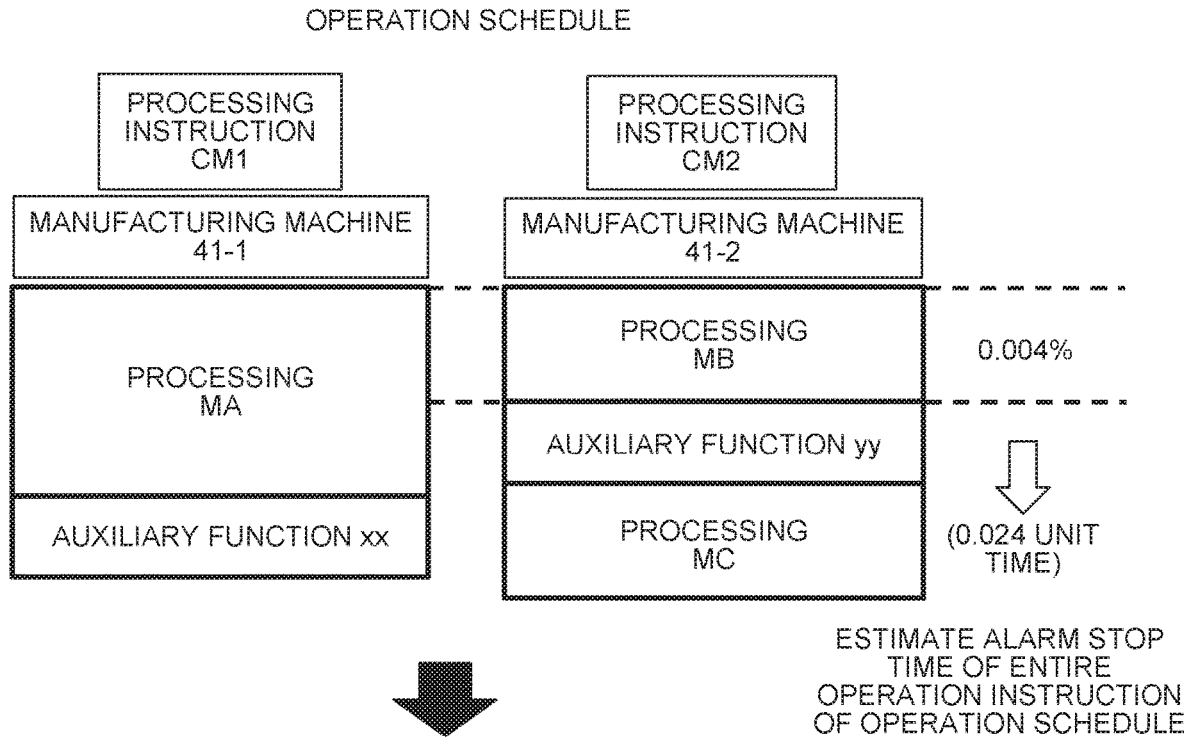 OPERATION SCHEDULE
PROCESSING
INSTRUCTION
CM1
PROCESSING
INSTRUCTION
CM2
MANUFACTURING MACHINE
41-1
MANUFACTURING MACHINE
41-2
PROCESSING
MA
PROCESSING
MB
0.004%
AUXILIARY FUNCTION yy
AUXILIARY FUNCTION xx
PROCESSING
MC
(0.024 UNIT
TIME)
ESTIMATE ALARM STOP
TIME OF ENTIRE
OPERATION INSTRUCTION
OF OPERATION SCHEDULE